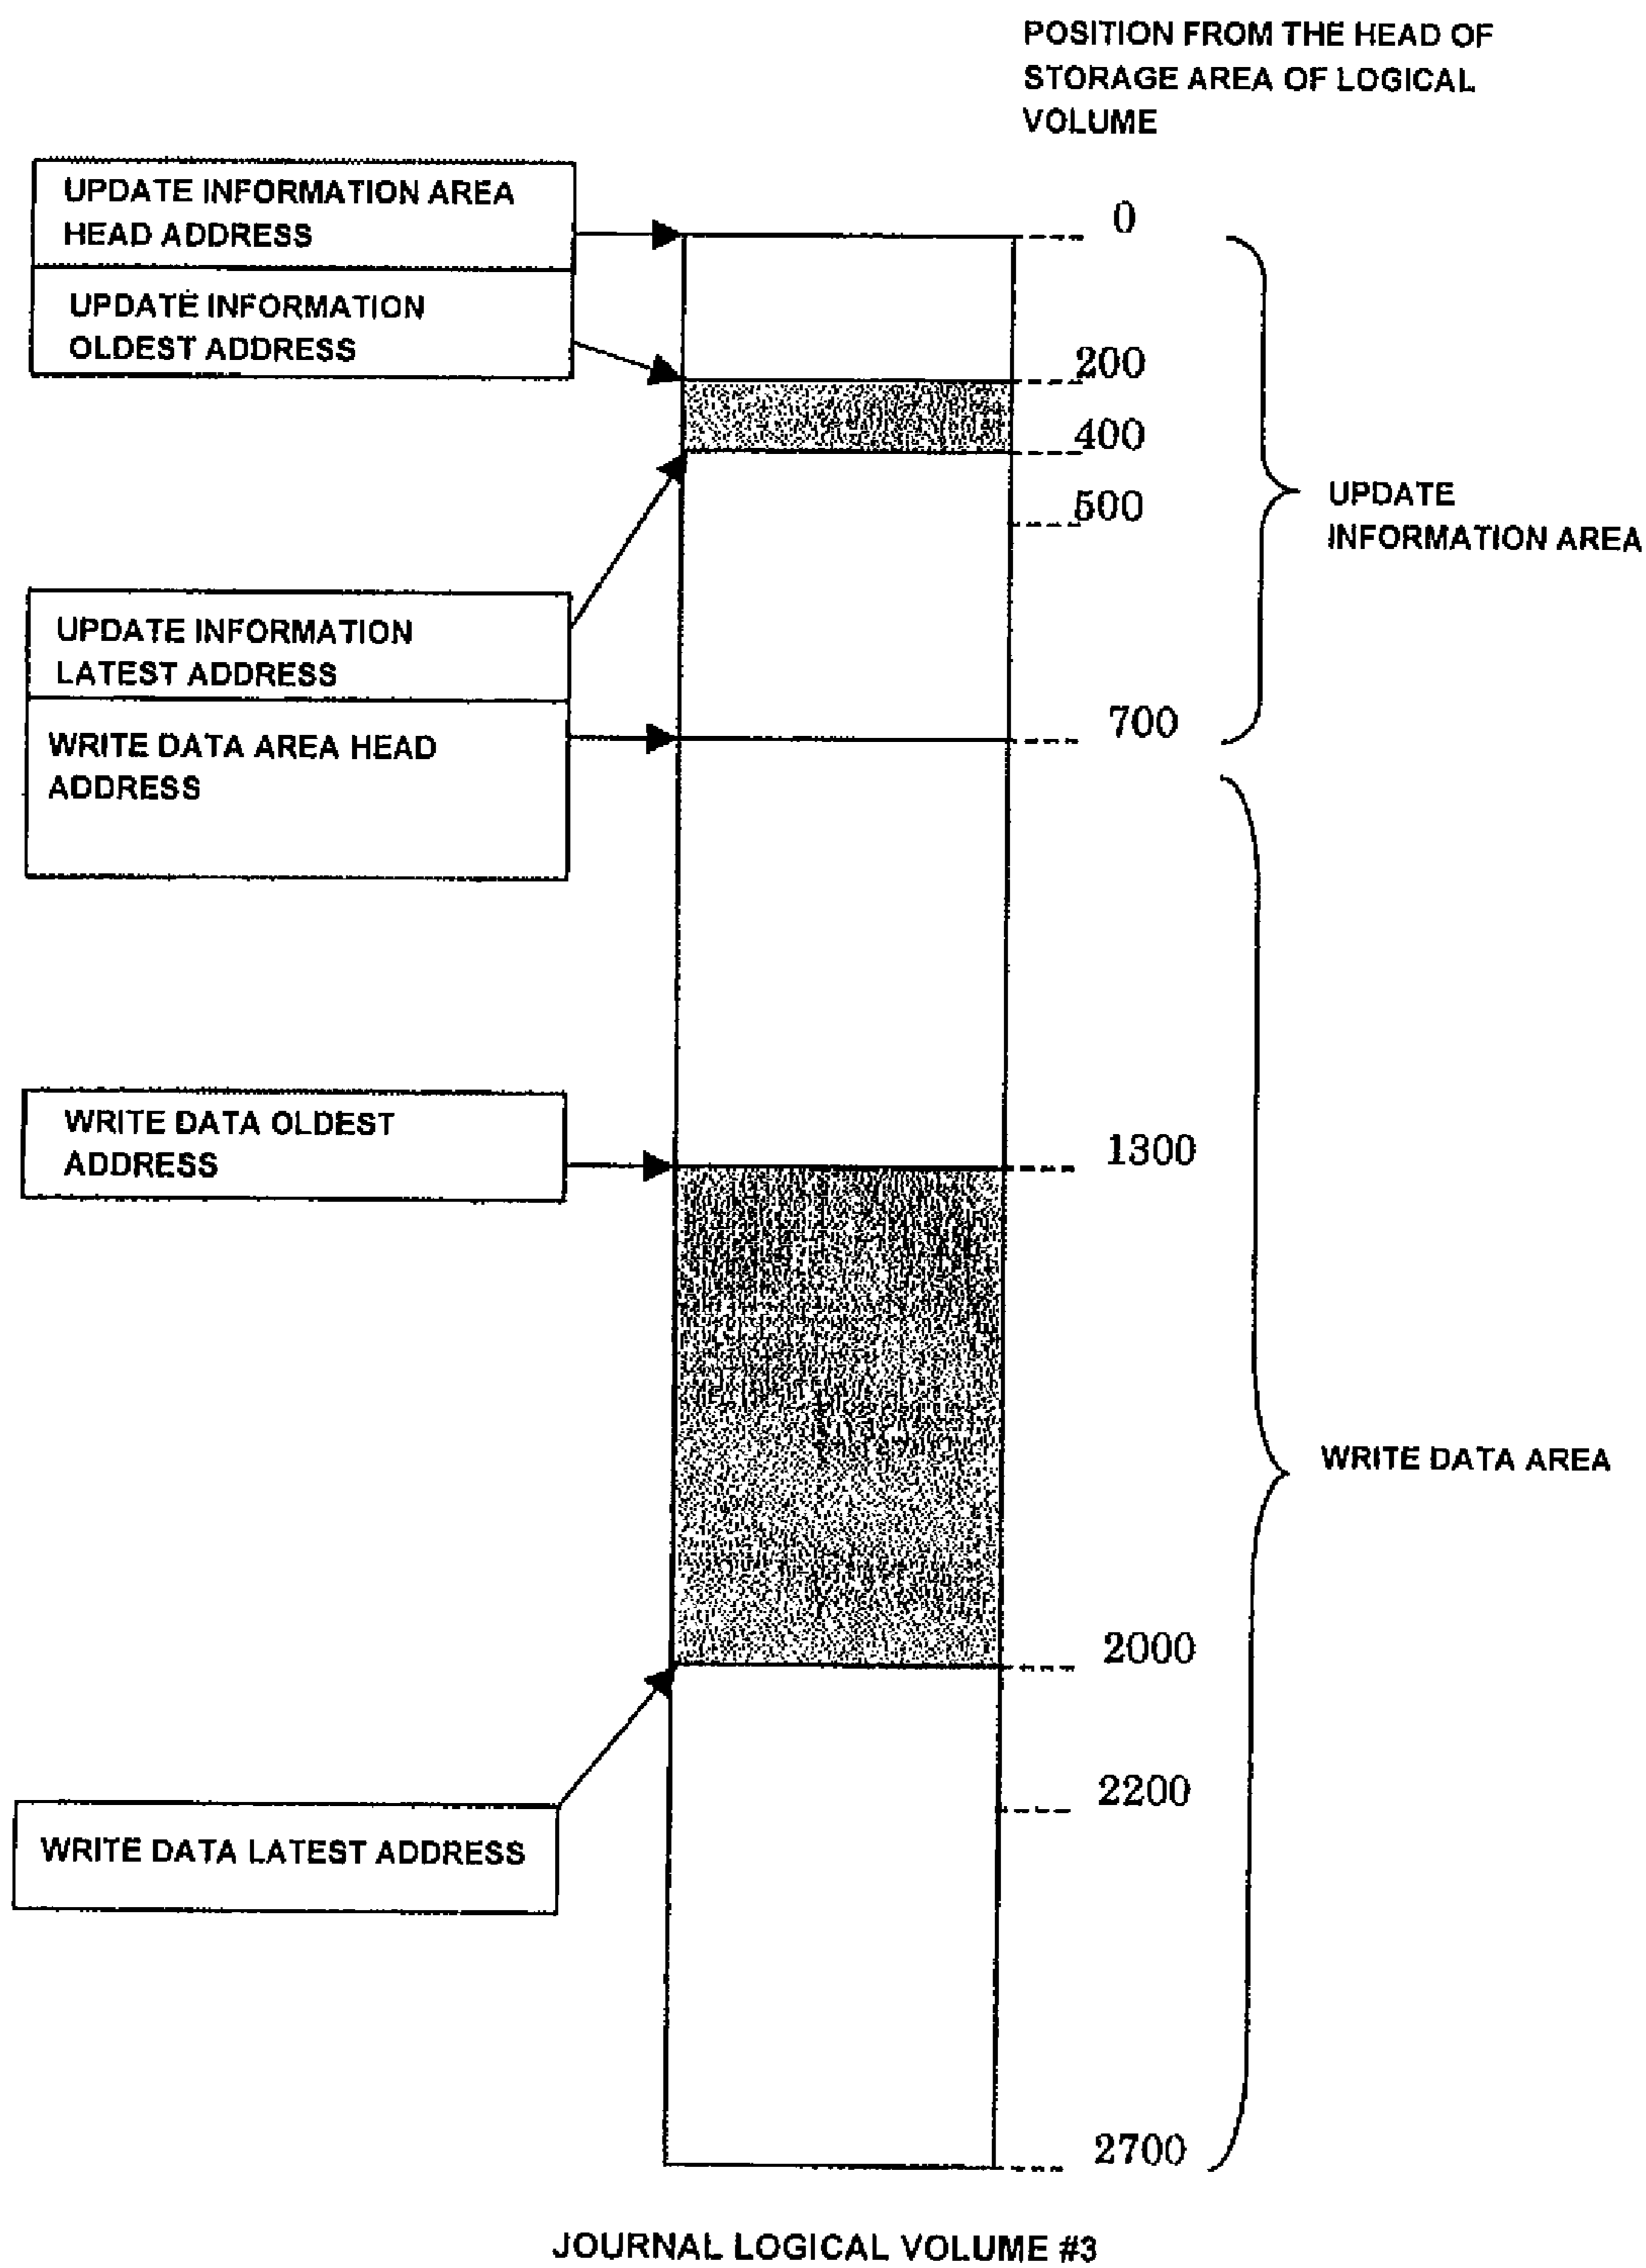 POSITION FROM THE HEAD OF
STORAGE AREA OF LOGICAL
VOLUME
UPDATE INFORMATION AREA
HEAD ADDRESS
0
UPDATE INFORMATION
OLDEST ADDRESS
200
400
500
UPDATE
INFORMATION AREA
UPDATE INFORMATION
LATEST ADDRESS
700
WRITE DATA AREA HEAD
ADDRESS
WRITE DATA OLDEST
ADDRESS
1300
WRITE DATA AREA
2000
2200
WRITE DATA LATEST ADDRESS
2700
JOURNAL LOGICAL VOLUME #3